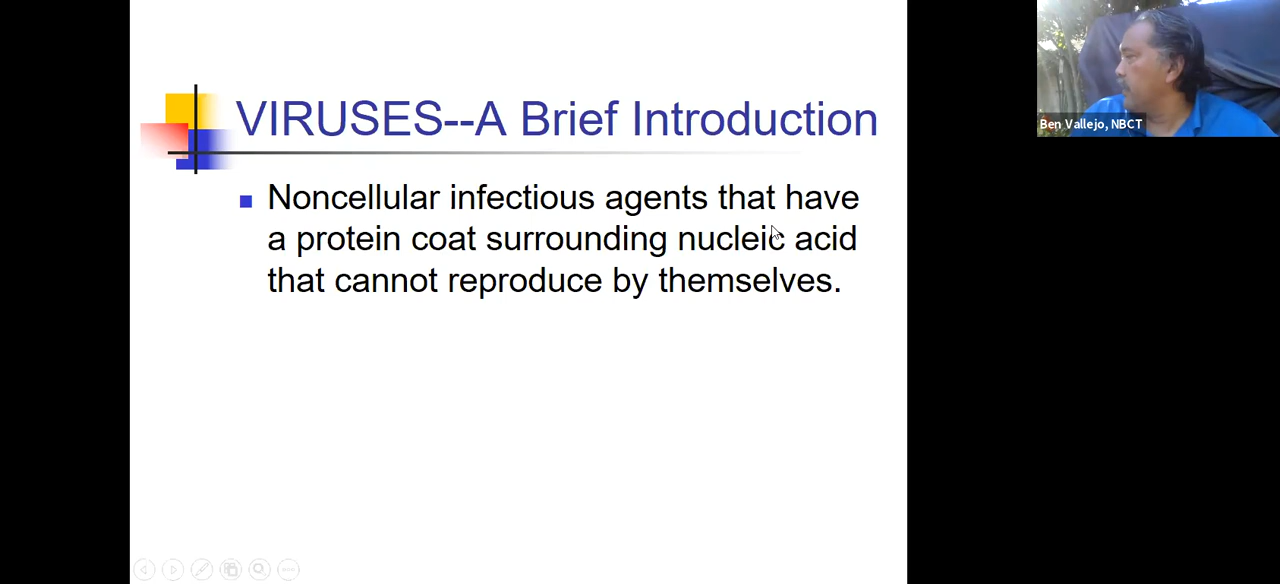 VIRUSES--A Brief Introduction
Noncellular infectious agents that have
a protein coat surrounding nucleic acid
that cannot reproduce by themselves.
Ben Vallejo, NBCT